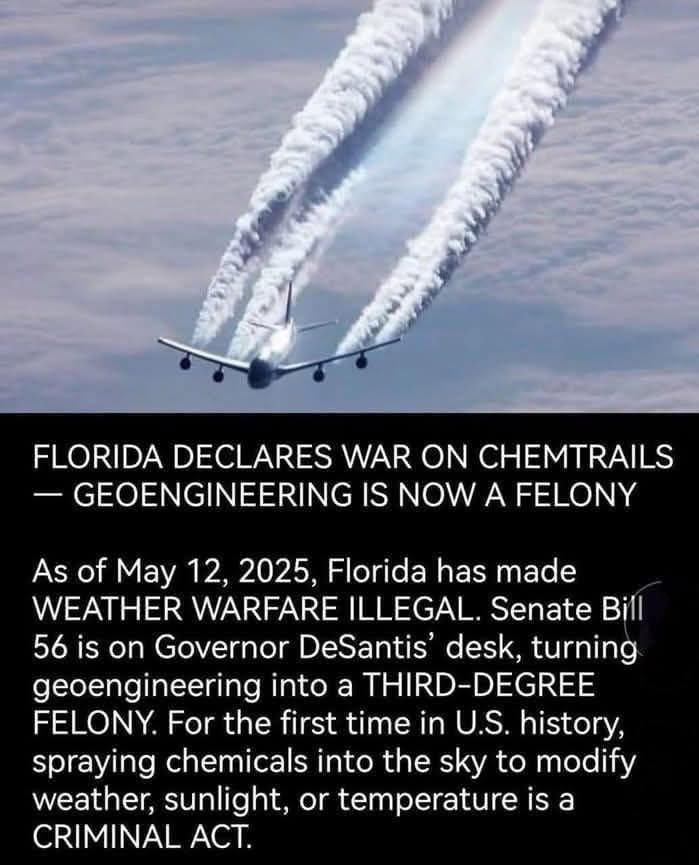 FLORIDA DECLARES WAR ON CHEMTRAILS
— GEOENGINEERING IS NOW A FELONY
As of May 12, 2025, Florida has made
WEATHER WARFARE ILLEGAL. Senate Bill
56 is on Governor DeSantis’ desk, turning
geoengineering into a THIRD-DEGREE
FELONY. For the first time in U.S. history,
spraying chemicals into the sky to modify
weather, sunlight, or temperature is a
CRIMINAL ACT.